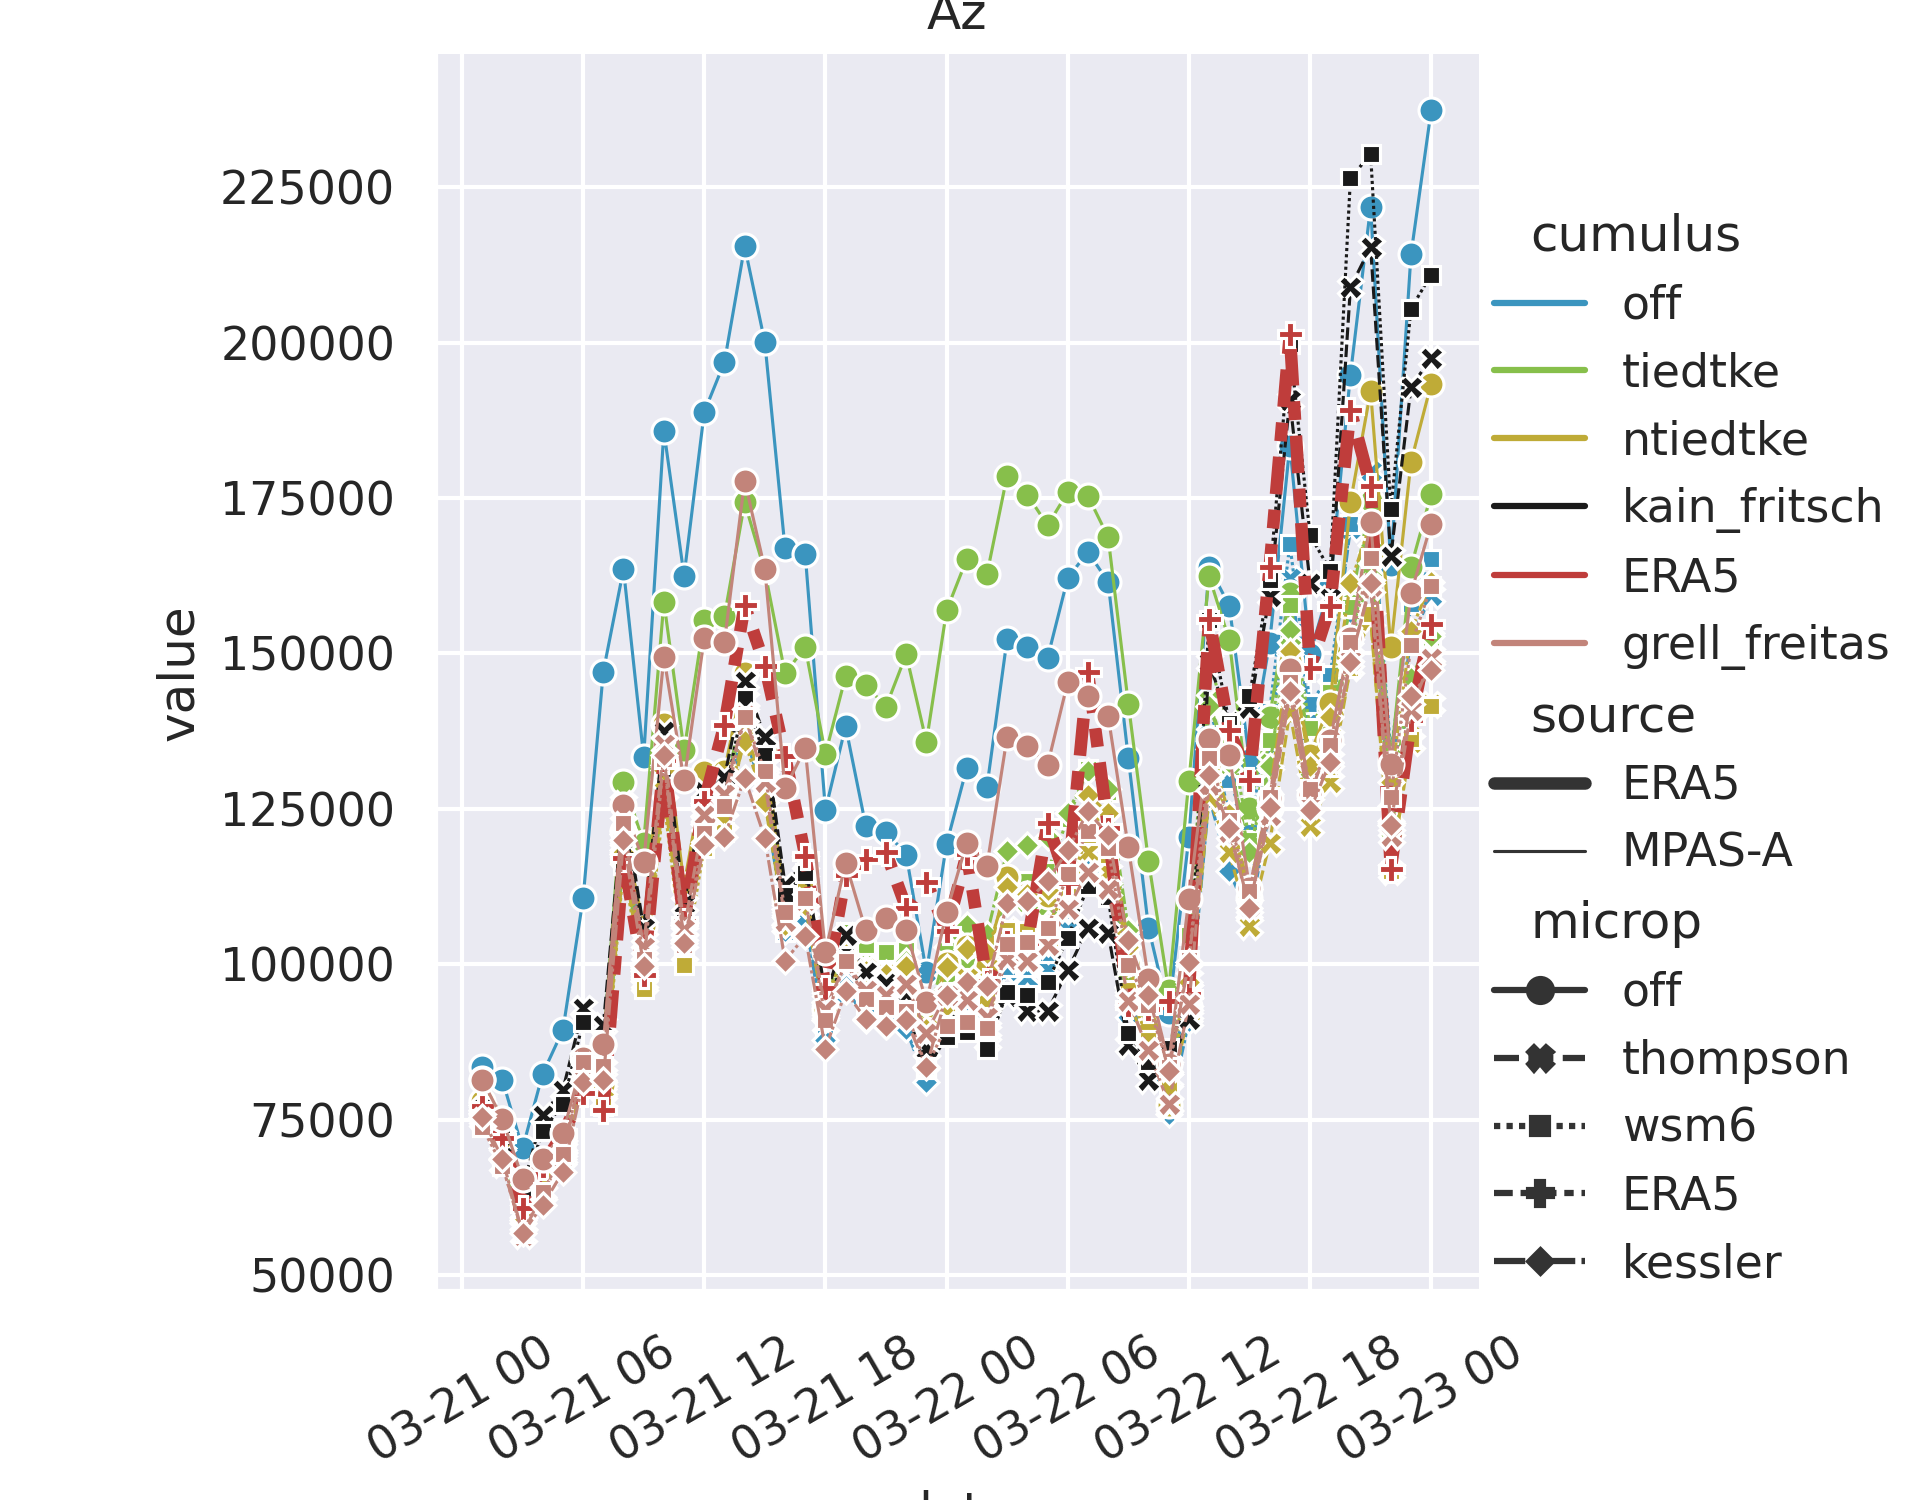 Az
value
225000
200000
175000
150000
125000
100000
75000
50000
03-21 00
03-21 06
03-21 12
03-21 18
03-22 00
03-22 06
03-22 12
03-22 18
03-23 00
cumulus
off
tiedtke
ntiedtke
kain_fritsch
ERA5
grell_freitas
source
ERA5
MPAS-A
microp
off
thompson
wsm6
ERA5
kessler